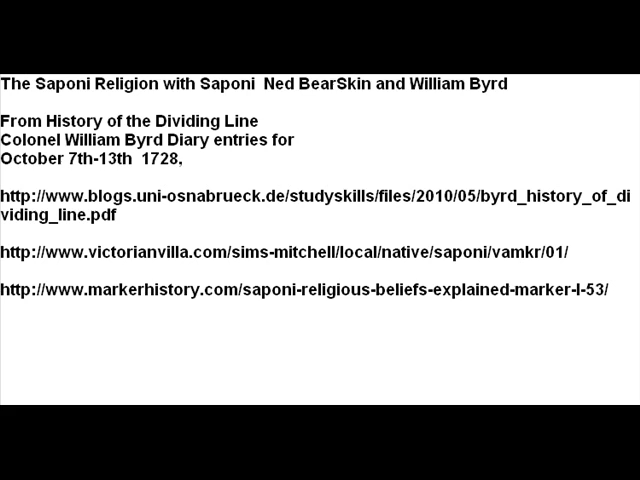 The Saponi Religion with Saponi  Ned BearSkin and William Byrd
From History of the Dividing Line
Colonel William Byrd Diary entries for
October 7th-13th  1728,
http://www.blogs.uni-osnabrueck.de/studyskills/files/2010/05/byrd_history_of_di
viding_line.pdf
http://www.victorianvilla.com/sims-mitchell/local/native/saponi/vamkr/01/
http://www.markerhistory.com/saponi-religious-beliefs-explained-marker-l-53/